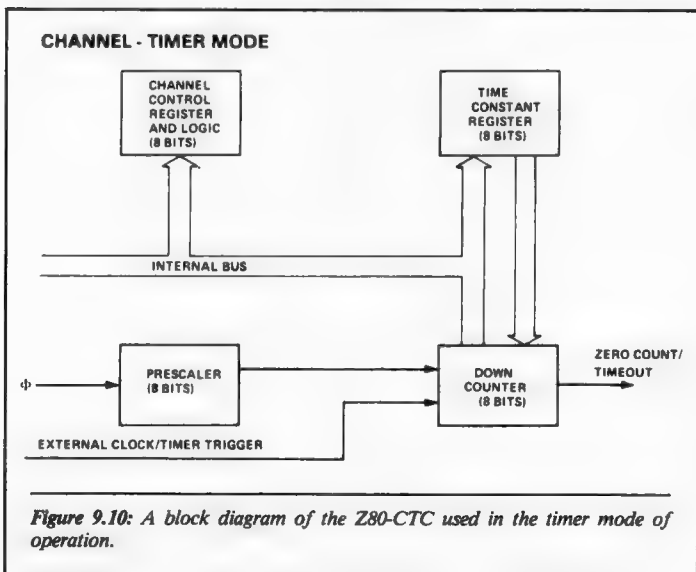 CHANNEL - TIMER MODE
CHANNEL
CONTROL
REGISTER
AND LOGIC
(8 BITS)
TIME
CONSTANT
REGISTER
(8 BITS)
INTERNAL BUS
Φ
PRESCALER
(8 BITS)
DOWN
COUNTER
(8 BITS)
ZERO COUNT/
TIMEOUT
EXTERNAL CLOCK/TIMER TRIGGER
Figure 9.10: A block diagram of the Z80-CTC used in the timer mode of
operation.